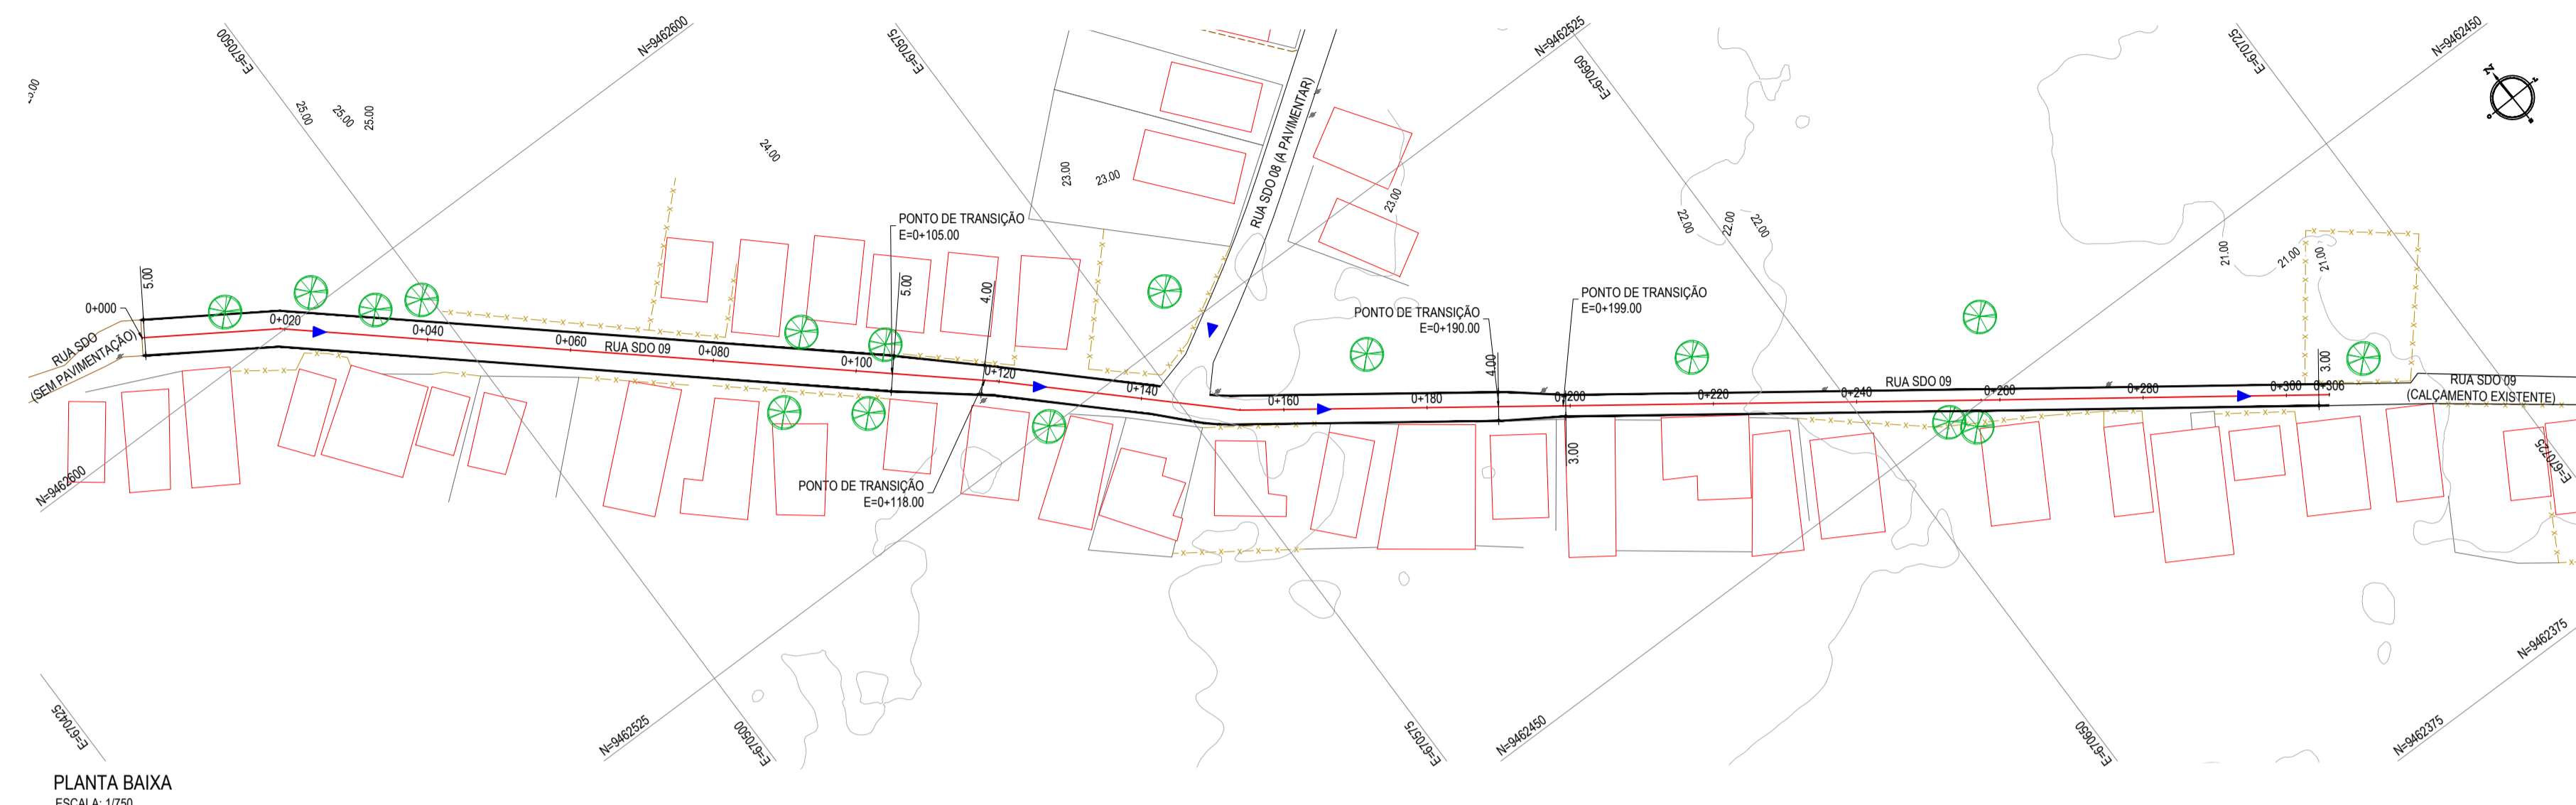 E=670500
N=9462600
E=670575
N=9462525
E=670650
E=670725
N=9462450
25.00
25.00
25.00
24.00
23.00
23.00
RUA SDO 08 (A PAVIMENTAR)
23.00
22.00
22.00
22.00
21.00
21.00
21.00
N
PONTO DE TRANSIÇÃO
E=0+105.00
5.00
5.00
4.00
PONTO DE TRANSIÇÃO
E=0+190.00
PONTO DE TRANSIÇÃO
E=0+199.00
4.00
3.00
3.00
0+000
RUA SDO
(SEM PAVIMENTAÇÃO)
0+020
0+040
0+060
RUA SDO 09
0+080
0+100
0+120
0+140
0+160
0+180
0+200
0+220
0+240
RUA SDO 09
0+260
0+280
0+300
0+306
RUA SDO 09
(CALÇAMENTO EXISTENTE)
PONTO DE TRANSIÇÃO
E=0+118.00
N=9462600
E=670725
E=670425
N=9462525
E=670500
E=670575
N=9462450
E=670650
N=9462375
N=9462375
PLANTA BAIXA
ESCALA: 1/750